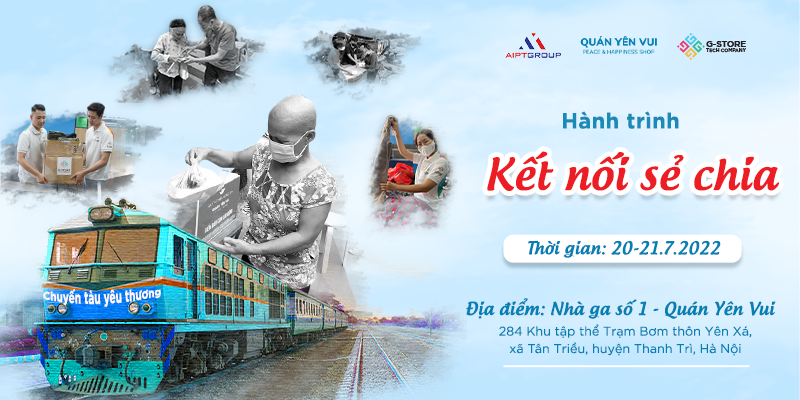 AIPTGROUP
QUÁN YÊN VUI
PEACE & HAPPINESS SHOP
G-STORE
TECH COMPANY
Hành trình
Kết nối sẻ chia
Thời gian: 20-21.7.2022
Địa điểm: Nhà ga số 1 - Quán Yên Vui
284 Khu tập thể Trạm Bơm thôn Yên Xá,
xã Tân Triều, huyện Thanh Trì, Hà Nội
Chuyến tàu yêu thương